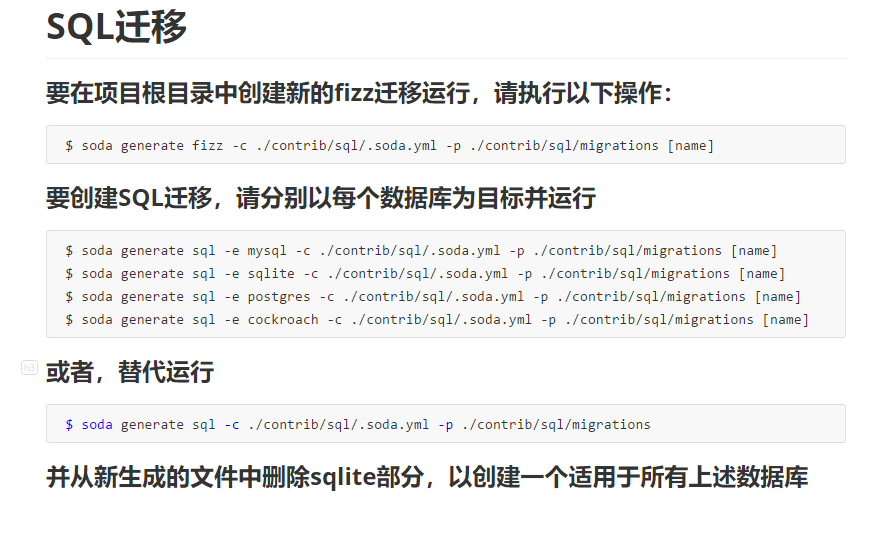 SQL迁移
要在项目根目录中创建新的fizz迁移运行，请执行以下操作：
$ soda generate fizz -c ./contrib/sql/.soda.yml -p ./contrib/sql/migrations [name]
要创建SQL迁移，请分别以每个数据库为目标并运行
$ soda generate sql -e mysql -c ./contrib/sql/.soda.yml -p ./contrib/sql/migrations [name]
$ soda generate sql -e sqlite -c ./contrib/sql/.soda.yml -p ./contrib/sql/migrations [name]
$ soda generate sql -e postgres -c ./contrib/sql/.soda.yml -p ./contrib/sql/migrations [name]
$ soda generate sql -e cockroach -c ./contrib/sql/.soda.yml -p ./contrib/sql/migrations [name]
h3 或者，替代运行
$ soda generate sql -c ./contrib/sql/.soda.yml -p ./contrib/sql/migrations
并从新生成的文件中删除sqlite部分，以创建一个适用于所有上述数据库